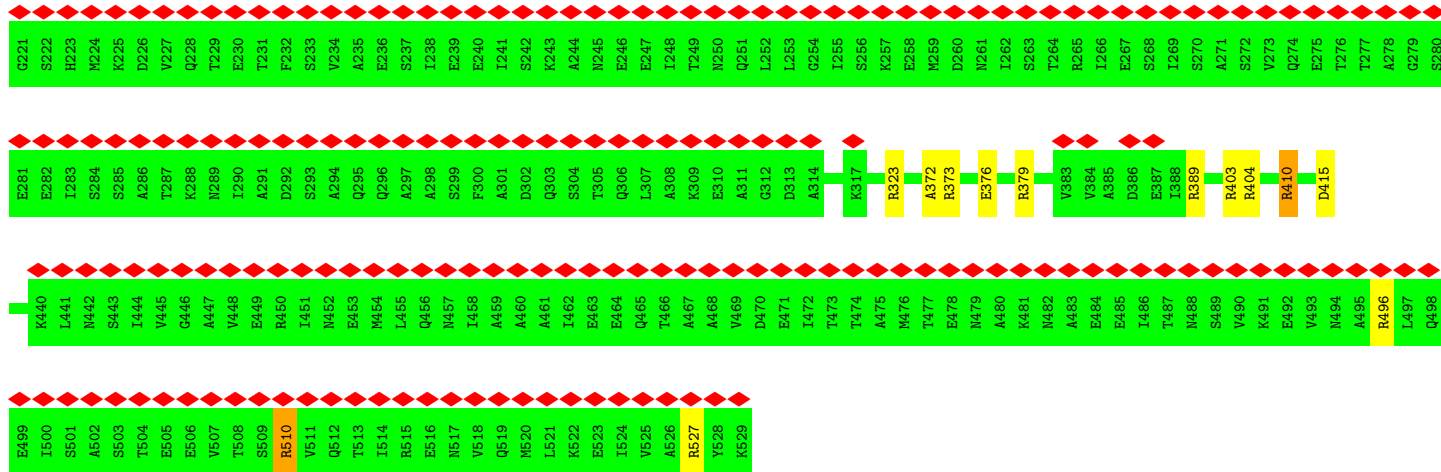 G221 S222 H223 M224 K225 D226 V227 Q228 T229 E230 T231 F232 S233 V234 A235 E236 S237 I238 E239 E240 I241 S242 K243 A244 N245 E246 E247 I248 T249 N250 Q251 L252 L253 G254 I255 S256 K257 E258 M259 D260 N261 I262 S263 T264 R265 I266 E267 S268 I269 S270 A271 S272 V273 Q274 E275 T276 T277 A278 G279 S280
E281 E282 I283 S284 S285 A286 T287 K288 N289 I290 A291 D292 S293 A294 Q295 Q296 A297 A298 S299 F300 A301 D302 Q303 S304 T305 Q306 L307 A308 K309 E310 A311 G312 D313 A314 K317 R323 A372 R373 E376 R379 V383 V384 A385 D386 E387 I388 R389 R403 R404 R410 D415
K440 L441 N442 S443 I444 V445 G446 A447 V448 E449 R450 I451 N452 E453 M454 L455 Q456 N457 I458 A459 A460 A461 I462 E463 E464 Q465 T466 A467 A468 V469 D470 E471 I472 T473 T474 A475 M476 T477 E478 N479 A480 K481 N482 A483 E484 E485 I486 T487 N488 S489 V490 K491 E492 V493 N494 A495 R496 L497 Q498
E499 I500 S501 A502 S503 T504 E505 E506 V507 T508 S509 R510 V511 Q512 T513 I514 R515 E516 N517 V518 Q519 M520 L521 K522 E523 I524 V525 A526 R527 Y528 K529